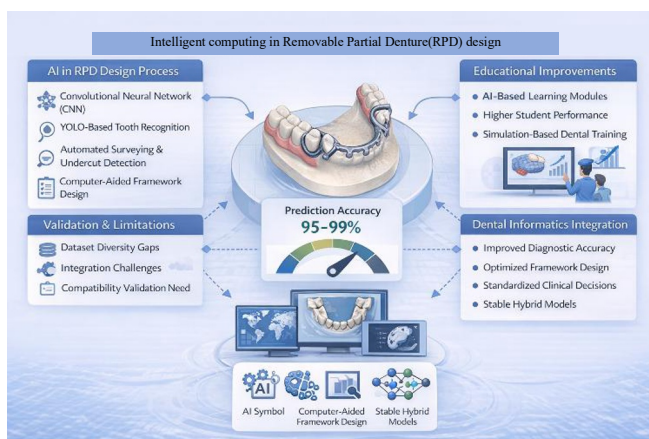 Intelligent computing in Removable Partial Denture(RPD) design
AI in RPD Design Process
Convolutional Neural Network
(CNN)
YOLO-Based Tooth Recognition
Automated Surveying &
Undercut Detection
Computer-Aided Framework
Design
Educational Improvements
• AI-Based Learning Modules
• Higher Student Performance
• Simulation-Based Dental Training
Validation & Limitations
Dataset Diversity Gaps
Integration Challenges
Compatibility Validation Need
Prediction Accuracy
95-99%
Dental Informatics Integration
• Improved Diagnostic Accuracy
• Optimized Framework Design
• Standardized Clinical Decisions
• Stable Hybrid Models
AI
AI Symbol
Computer-Aided
Framework Design
Stable Hybrid
Models